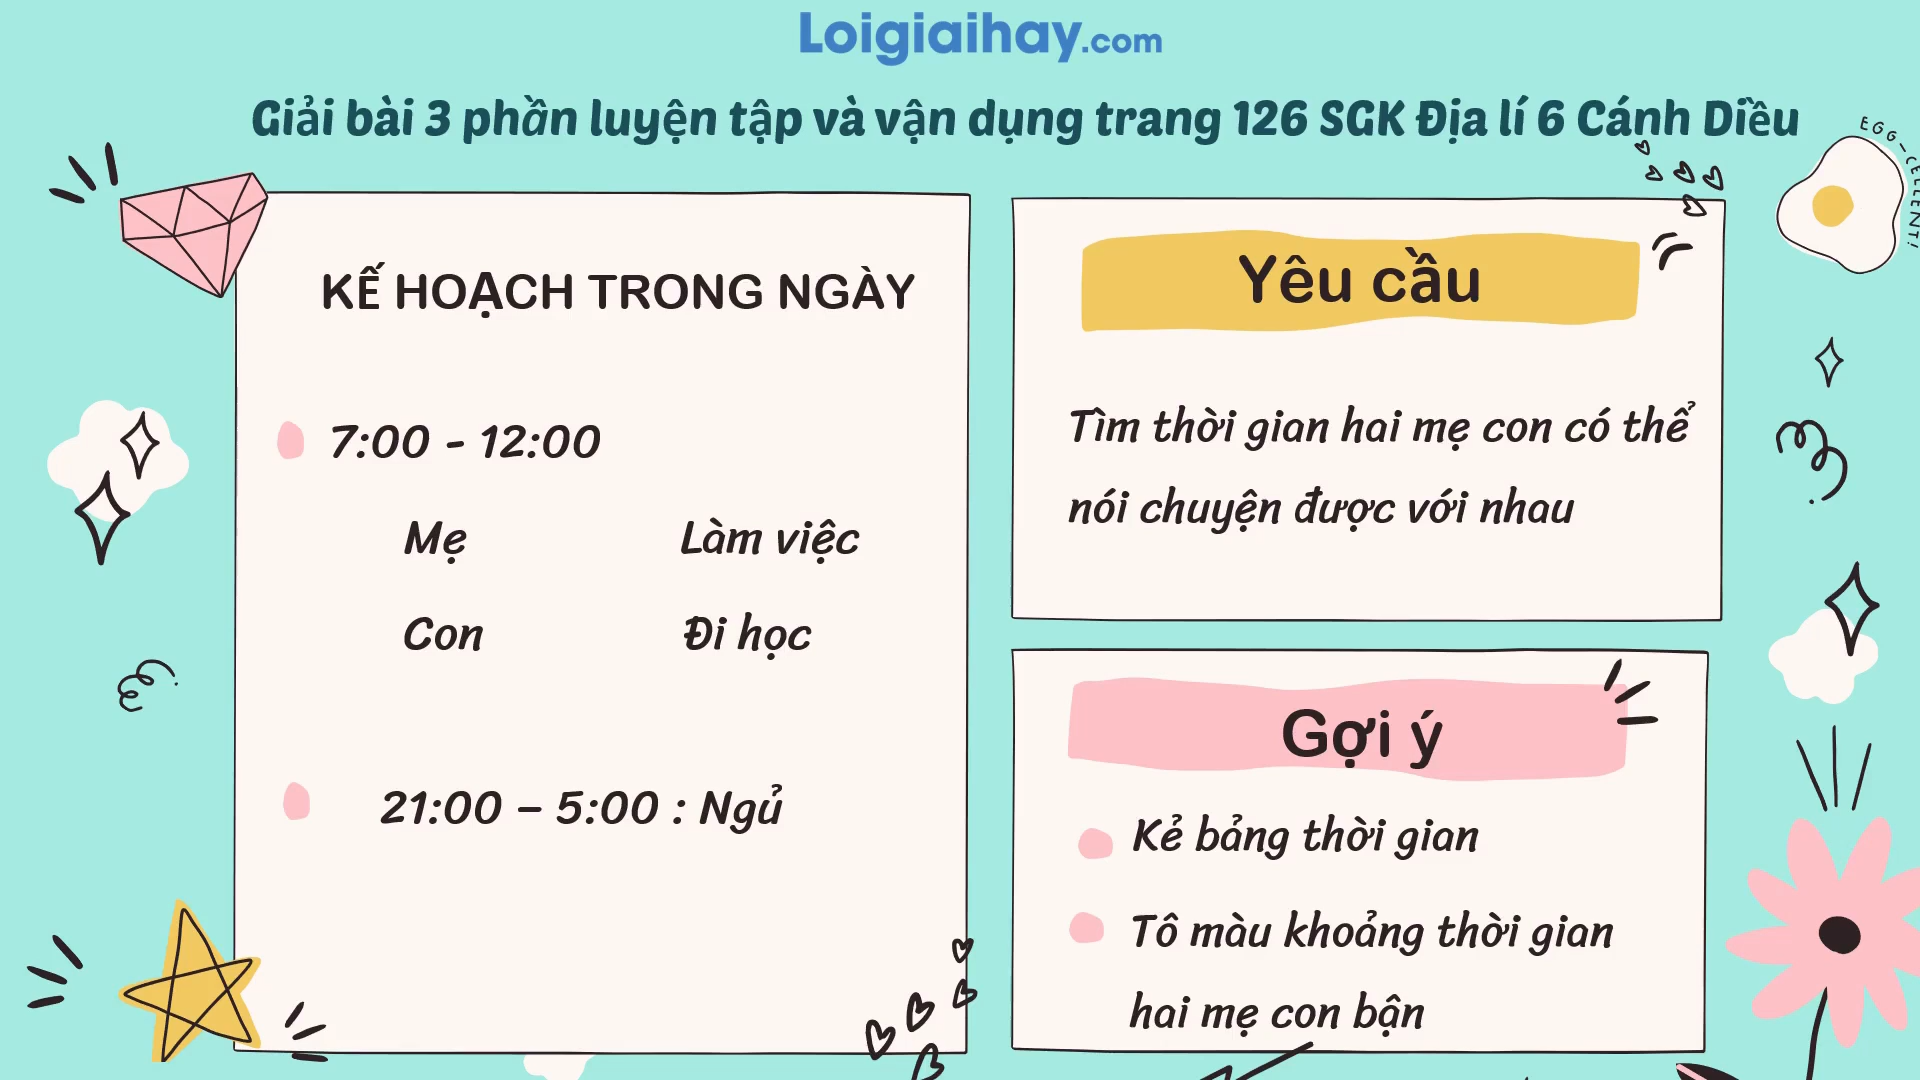 Loigiaihay.com
Giải bài 3 phần luyện tập và vận dụng trang 126 SGK Địa lí 6 Cánh Diều
EGG-CELLENT!
KẾ HOẠCH TRONG NGÀY
7:00 - 12:00
Mẹ Làm việc
Con Đi học
21:00 – 5:00 : Ngủ
Yêu cầu
Tìm thời gian hai mẹ con có thể
nói chuyện được với nhau
Gợi ý
Kẻ bảng thời gian
Tô màu khoảng thời gian
hai mẹ con bận